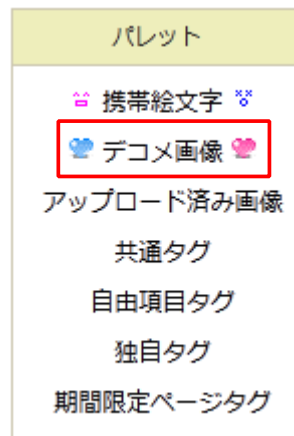 パレット
携帯絵文字
デコメ画像
アップロード済み画像
共通タグ
自由項目タグ
独自タグ
期間限定ページタグ